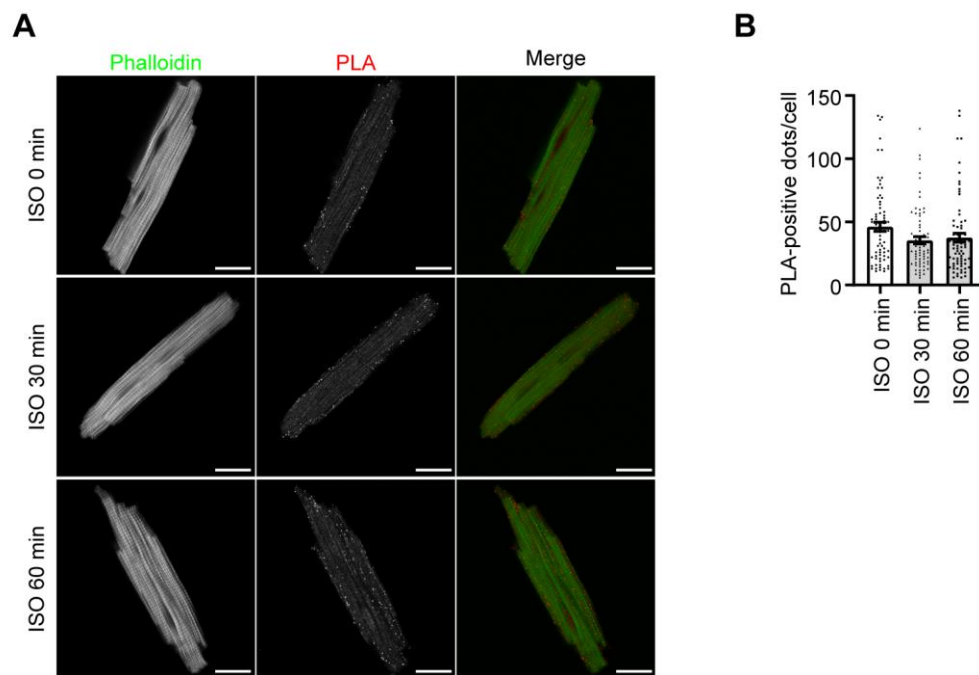 A
Phalloidin PLA Merge
ISO 0 min
ISO 30 min
ISO 60 min
B
PLA-positive dots/cell
150
100
50
0
ISO 0 min
ISO 30 min
ISO 60 min